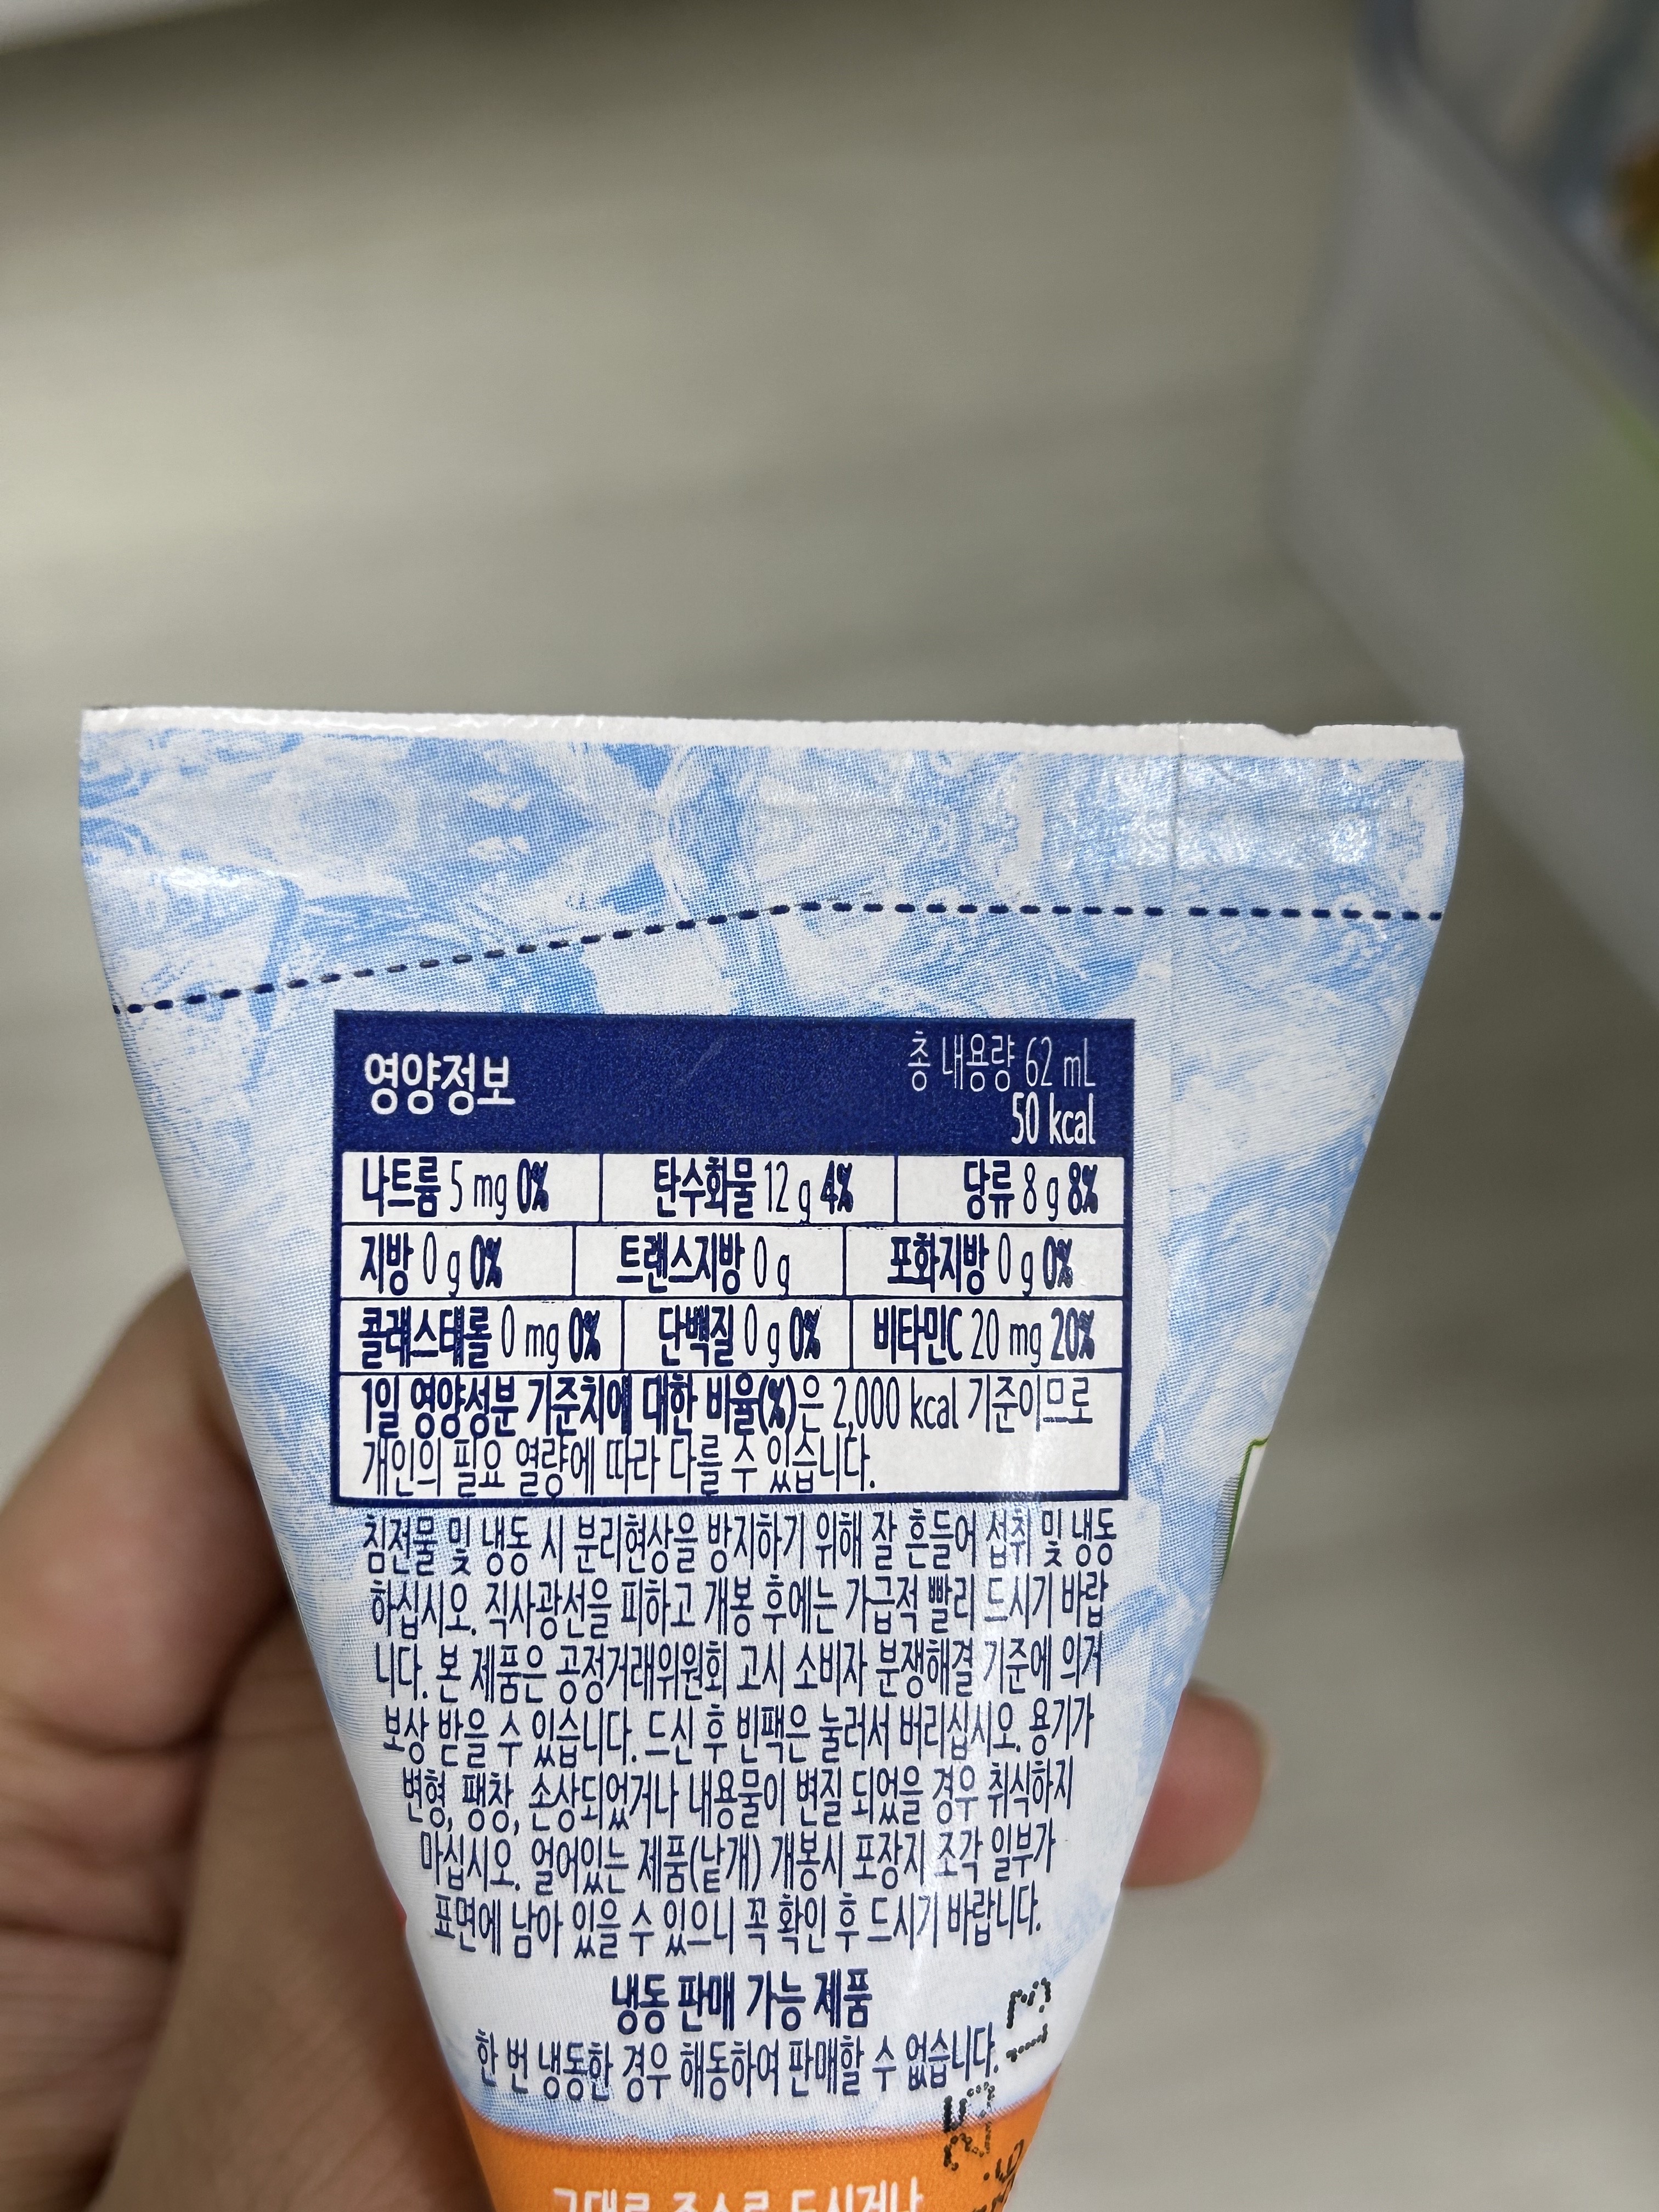 영양정보
총 내용량 62 mL
50 kcal
나트륨 5 mg 0% 탄수화물 12 g 4% 당류 8 g 8%
지방 0 g 0% 트랜스지방 0 g 포화지방 0 g 0%
콜레스테롤 0 mg 0% 단백질 0 g 0% 비타민C 20 mg 20%
1일 영양성분 기준치에 대한 비율(%)은 2,000 kcal 기준이므로
개인의 필요 열량에 따라 다를 수 있습니다.
침전물 및 냉동 시 분리현상을 방지하기 위해 잘 흔들어 섭취 및 냉동
하십시오. 직사광선을 피하고 개봉 후에는 가급적 빨리 드시기 바랍
니다. 본 제품은 공정거래위원회 고시 소비자 분쟁해결 기준에 의거
보상 받을 수 있습니다. 드신 후 빈팩은 눌러서 버리십시오. 용기가
변형, 팽창, 손상되었거나 내용물이 변질 되었을 경우 취식하지
마십시오. 얼어있는 제품(낱개) 개봉시 포장지 조각 일부가
표면에 남아 있을 수 있으니 꼭 확인 후 드시기 바랍니다.
냉동 판매 가능 제품
한 번 냉동한 경우 해동하여 판매할 수 없습니다.
그대로 주스로 드시거나